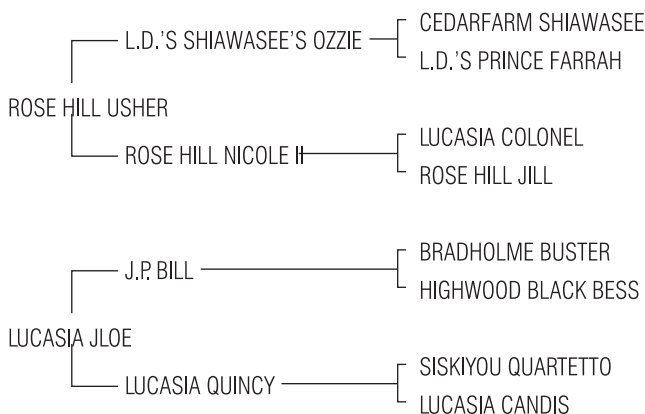 CEDARFARM SHIAWASEE
L.D.'S SHIAWASEE'S OZZIE
L.D.'S PRINCE FARRAH
ROSE HILL USHER
LUCASIA COLONEL
ROSE HILL NICOLE II
ROSE HILL JILL
BRADHOLME BUSTER
J.P. BILL
HIGHWOOD BLACK BESS
LUCASIA JLOE
SISKIYOU QUARTETTO
LUCASIA QUINCY
LUCASIA CANDIS